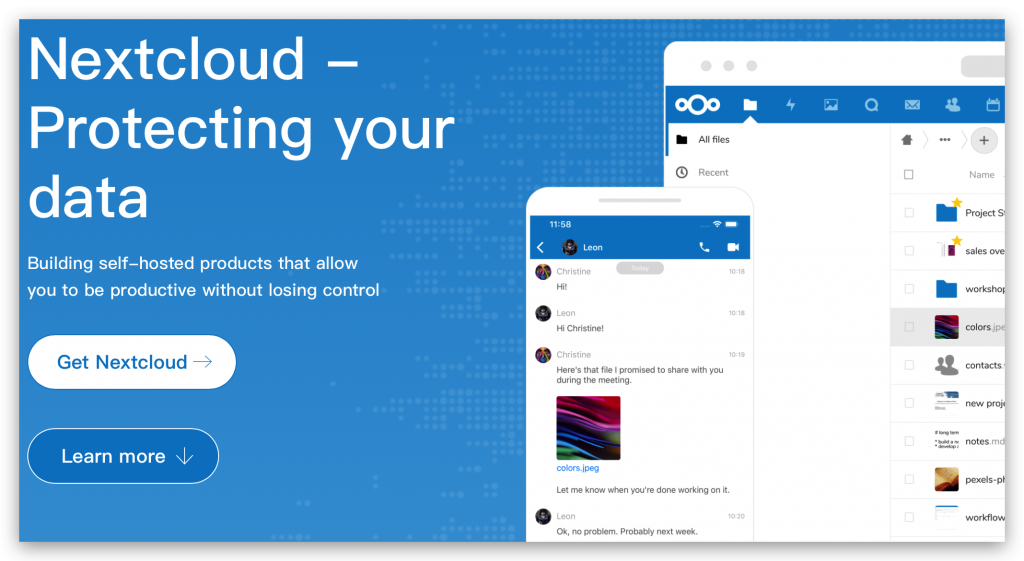 Nextcloud –
Protecting your
data
Building self-hosted products that allow
you to be productive without losing control
Get Nextcloud →
Learn more ↓
All files
Recent
Name
Project St
sales ove
workshop
colors.jpe
contacts.
new proje
notes.md
pexels-ph
workflow
If long tern
11:58
Leon
Today
Christine 10:18
Hi!
Leon 10:18
Hi Christine!
Christine 10:19
Here's that file I promised to share with you
during the meeting.
colors.jpeg
Let me know when you're done working on it.
Leon 10:20
Ok, no problem. Probably next week.